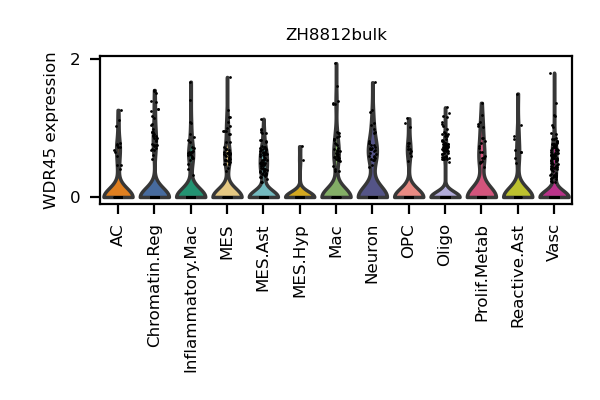 ZH8812bulk
WDR45 expression
2
0
AC
Chromatin.Reg
Inflammatory.Mac
MES
MES.Ast
MES.Hyp
Mac
Neuron
OPC
Oligo
Prolif.Metab
Reactive.Ast
Vasc